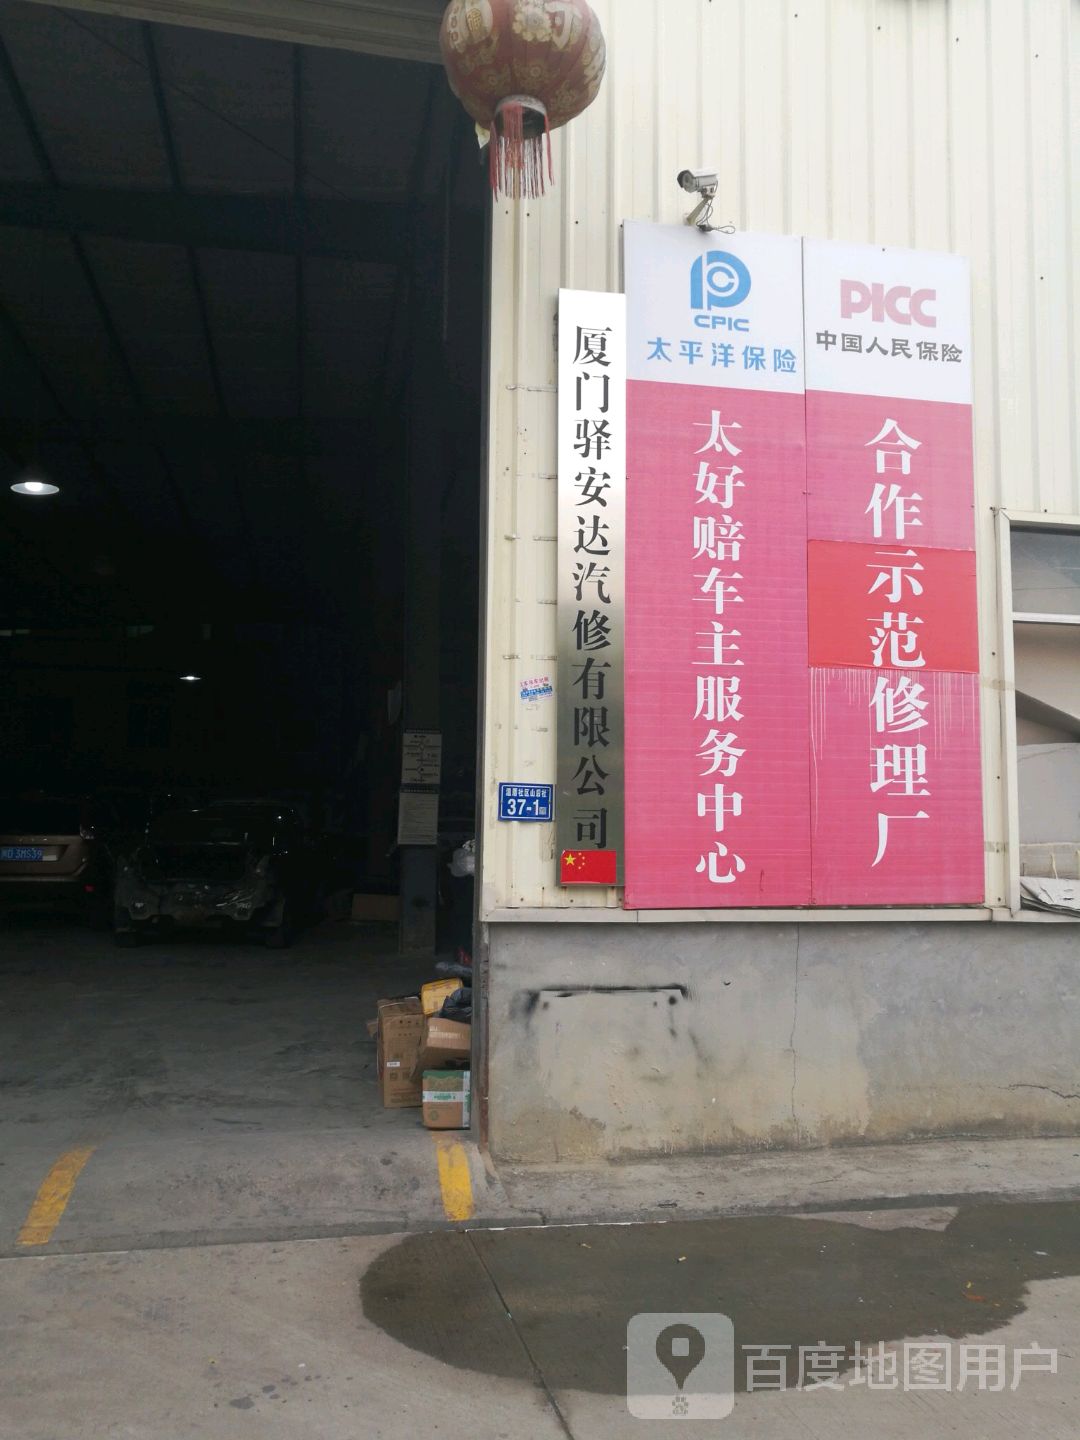 厦门驿安达汽修有限公司
CPIC
太平洋保险
太好赔车主服务中心
PICC
中国人民保险
合作示范修理厂
37-1
3MS39
百度地图用户